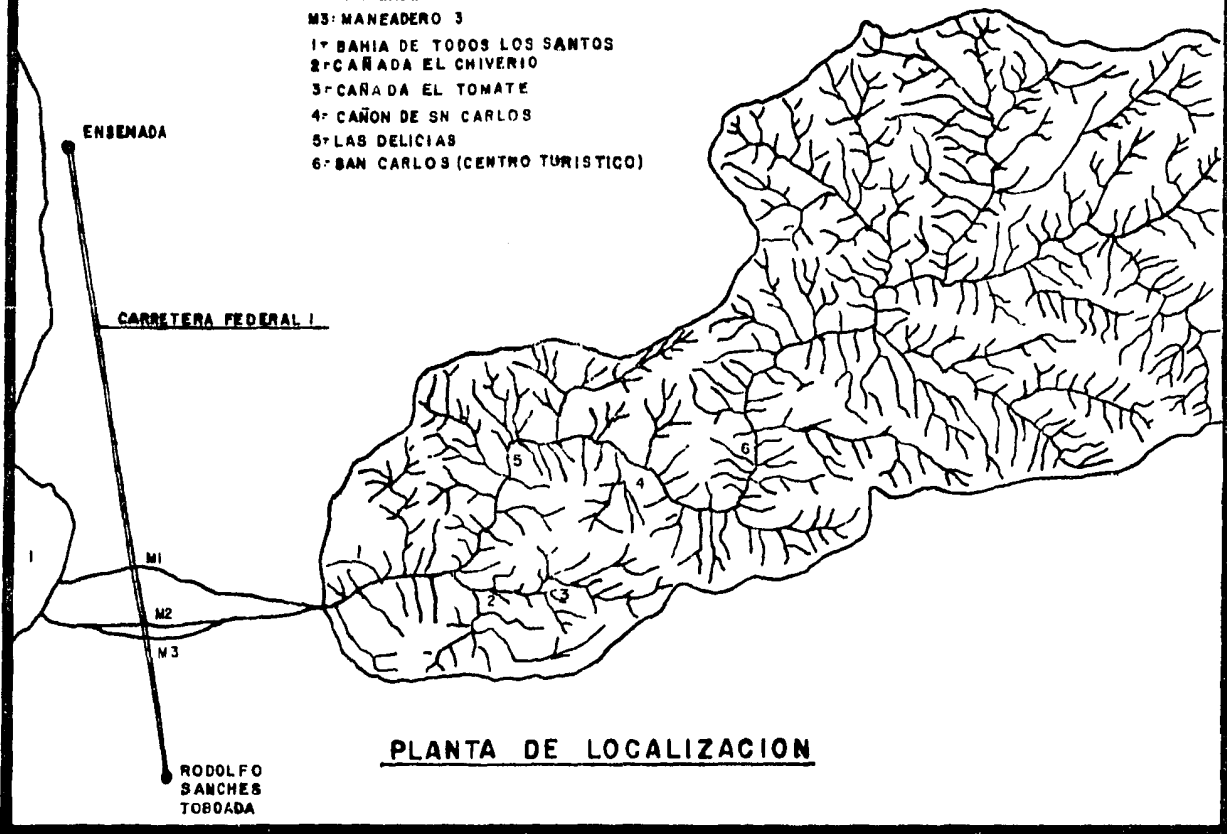 M3: MANEADERO 3
1- BAHIA DE TODOS LOS SANTOS
2- CAÑADA EL CHIVERIO
3- CAÑADA EL TOMATE
4- CAÑON DE SN CARLOS
5- LAS DELICIAS
6- SAN CARLOS (CENTRO TURISTICO)
ENSENADA
CARRETERA FEDERAL 1
5
6
4
1
M1
M2
2
3
M3
PLANTA DE LOCALIZACION
RODOLFO
SANCHES
TOBOADA